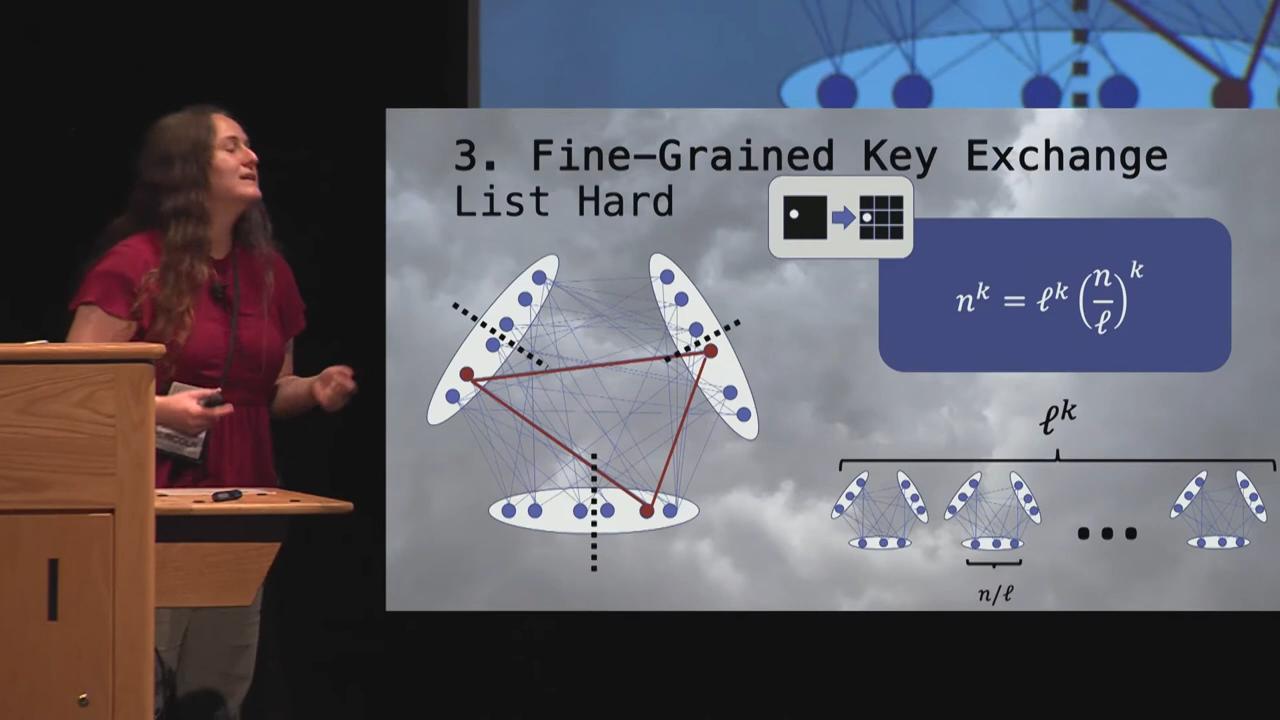 3. Fine-Grained Key Exchange
List Hard
n^k = ℓ^k (n/ℓ)^k
ℓ^k
n/ℓ